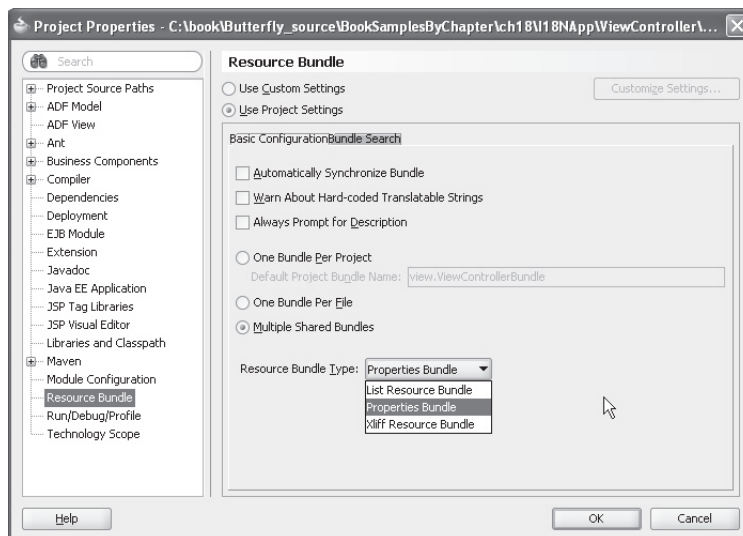 Project Properties - C:\book\Butterfly_source\BookSamplesByChapter\ch18\I18NApp\ViewController\...
Search
Project Source Paths
ADF Model
ADF View
Ant
Business Components
Compiler
Dependencies
Deployment
EJB Module
Extension
Javadoc
Java EE Application
JSP Tag Libraries
JSP Visual Editor
Libraries and Classpath
Maven
Module Configuration
Resource Bundle
Run/Debug/Profile
Technology Scope
Resource Bundle
Use Custom Settings
Customize Settings...
Use Project Settings
Basic Configuration Bundle Search
Automatically Synchronize Bundle
Warn About Hard-coded Translatable Strings
Always Prompt for Description
One Bundle Per Project
Default Project Bundle Name: view.ViewControllerBundle
One Bundle Per File
Multiple Shared Bundles
Resource Bundle Type: Properties Bundle
List Resource Bundle
Properties Bundle
Xliff Resource Bundle
Help
OK
Cancel